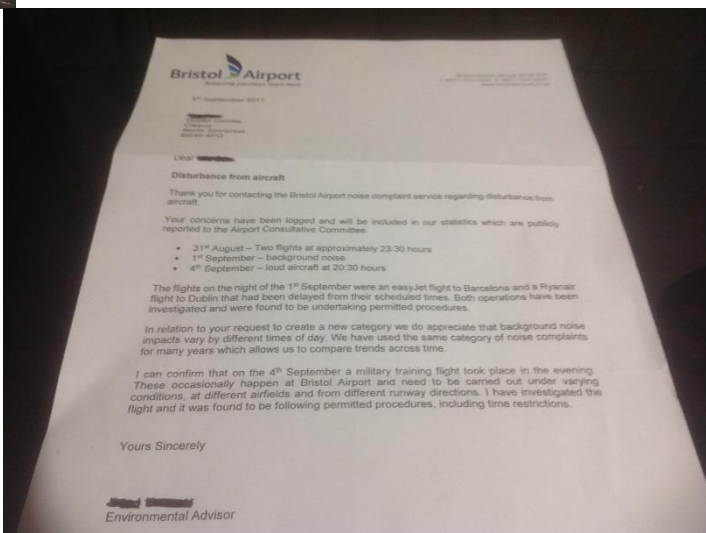 Bristol Airport
Amazing journeys start here
September 2017
North Somerset
Dear
Disturbance from aircraft
Thank you for contacting the Bristol Airport noise complaint service regarding disturbance from
aircraft.
Your concerns have been logged and will be included in our statistics which are publicly
reported to the Airport Consultative Committee.
• 31st August – Two flights at approximately 23:30 hours
• 1st September – background noise
• 4th September – loud aircraft at 20:30 hours
The flights on the night of the 1st September were an easyJet flight to Barcelona and a Ryanair
flight to Dublin that had been delayed from their scheduled times. Both operations have been
investigated and were found to be undertaking permitted procedures.
In relation to your request to create a new category we do appreciate that background noise
impacts vary by different times of day. We have used the same category of noise complaints
for many years which allows us to compare trends across time.
I can confirm that on the 4th September a military training flight took place in the evening.
These occasionally happen at Bristol Airport and need to be carried out under varying
conditions, at different airfields and from different runway directions. I have investigated the
flight and it was found to be following permitted procedures, including time restrictions.
Yours Sincerely
Environmental Advisor